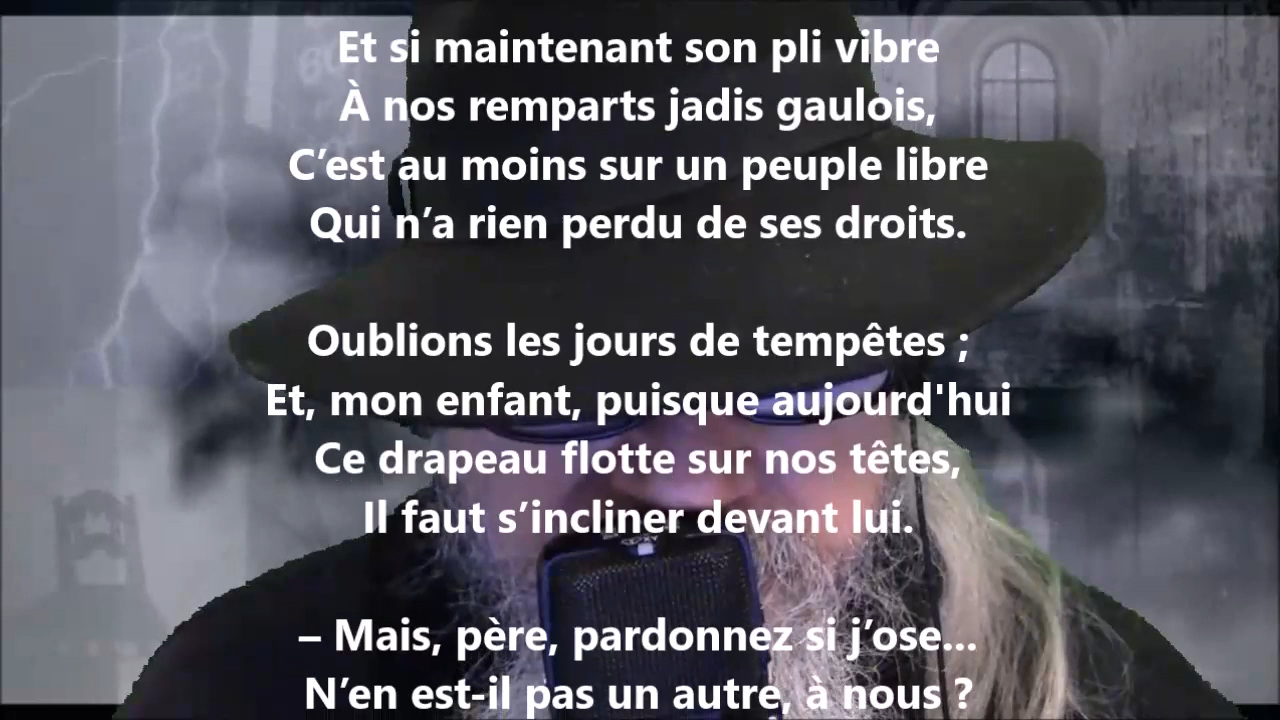 Et si maintenant son pli vibre
À nos remparts jadis gaulois,
C’est au moins sur un peuple libre
Qui n’a rien perdu de ses droits.
Oublions les jours de tempêtes ;
Et, mon enfant, puisque aujourd'hui
Ce drapeau flotte sur nos têtes,
Il faut s’incliner devant lui.
– Mais, père, pardonnez si j’ose...
N’en est-il pas un autre, à nous ?